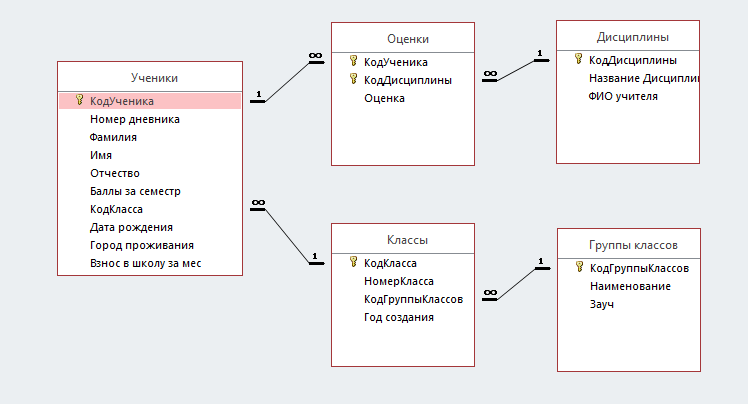 Ученики
КодУченика
Номер дневника
Фамилия
Имя
Отчество
Баллы за семестр
КодКласса
Дата рождения
Город проживания
Взнос в школу за мес
1
∞
∞
1
Оценки
КодУченика
КодДисциплины
Оценка
∞
1
Дисциплины
КодДисциплины
Название Дисципли
ФИО учителя
Классы
КодКласса
НомерКласса
КодГруппыКлассов
Год создания
∞
1
Группы классов
КодГруппыКлассов
Наименование
Зауч